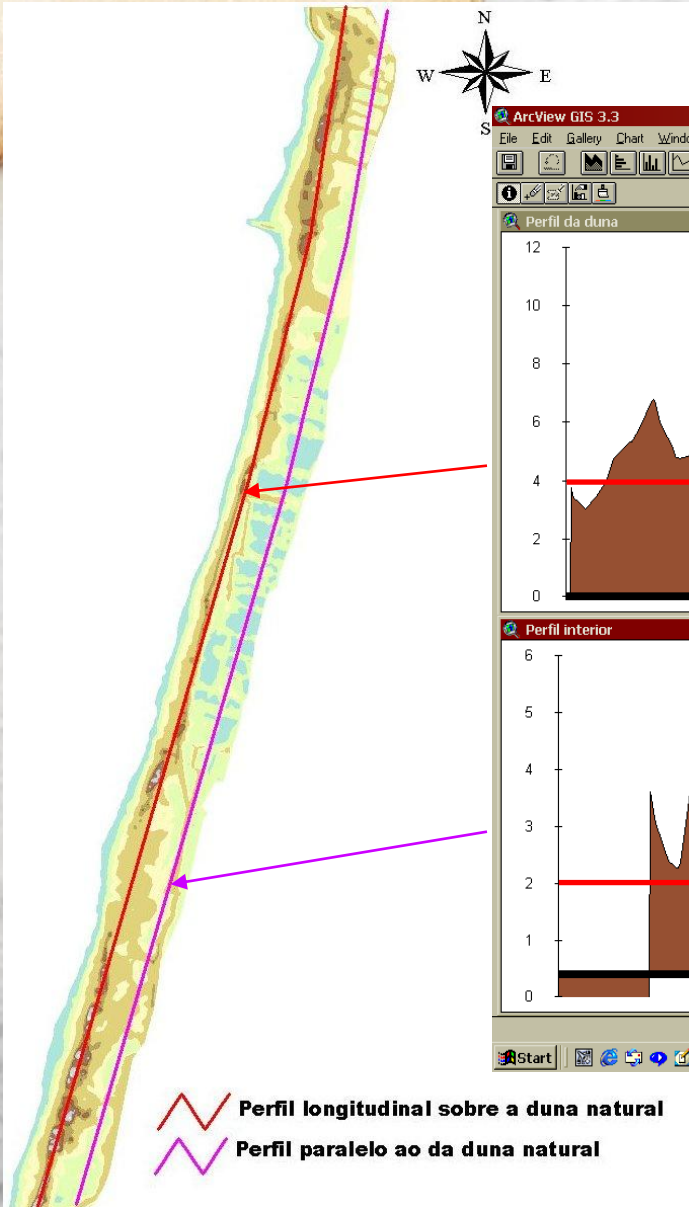 N
W
E
S
ArcView GIS 3.3
File Edit Gallery Chart
Perfil da duna
12
10
8
6
4
2
0
Perfil interior
6
5
4
3
2
1
0
Start
Perfil longitudinal sobre a duna natural
Perfil paralelo ao da duna natural